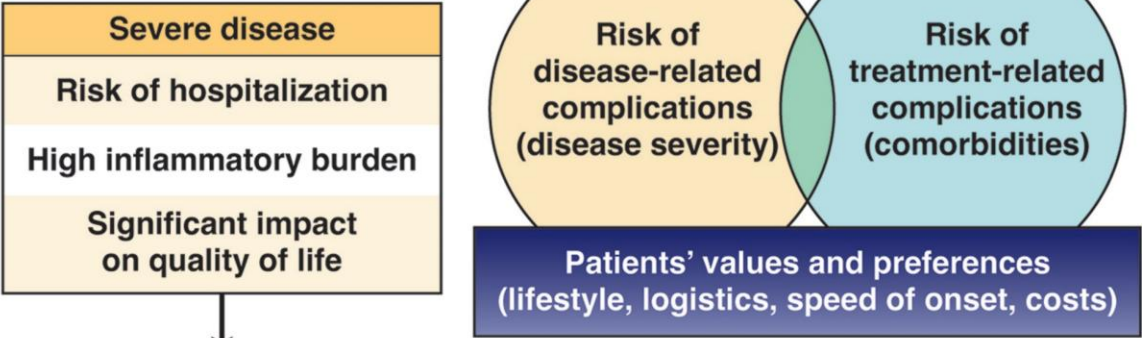 Severe disease
Risk of hospitalization
High inflammatory burden
Significant impact
on quality of life
Risk of
disease-related
complications
(disease severity)
Risk of
treatment-related
complications
(comorbidities)
Patients’ values and preferences
(lifestyle, logistics, speed of onset, costs)